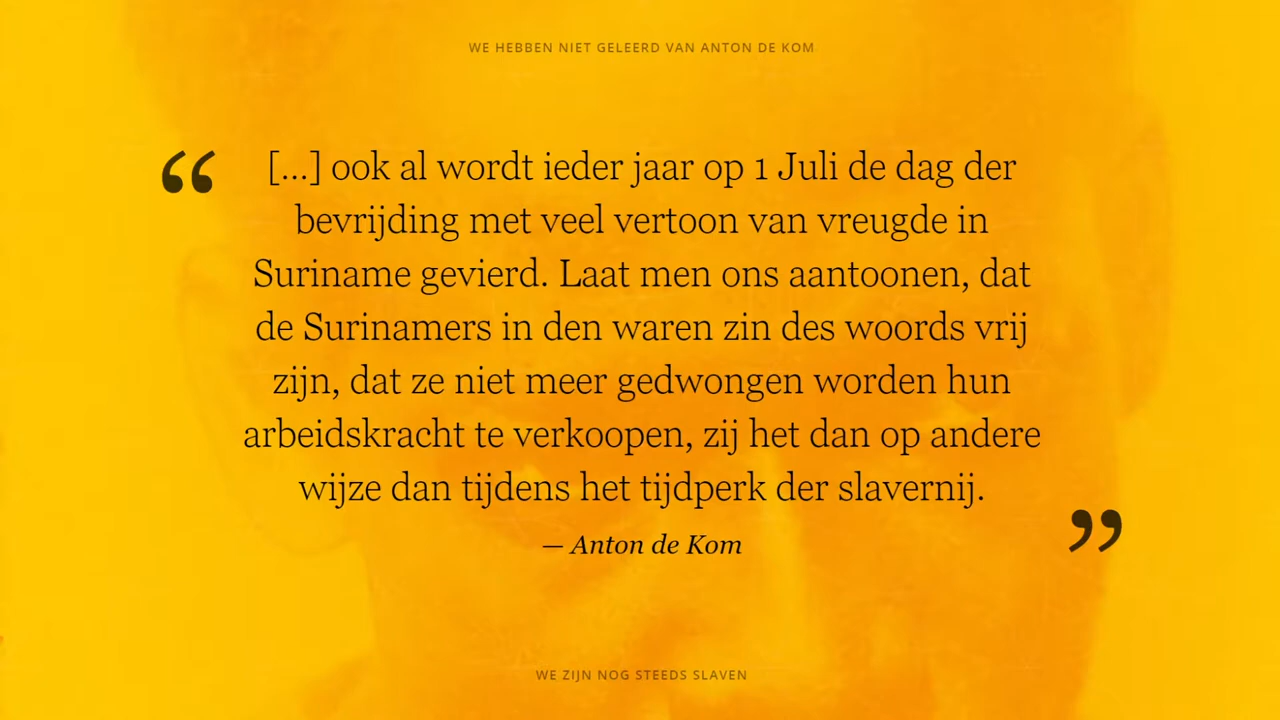 WE HEBBEN NIET GELEERD VAN ANTON DE KOM
“ [...] ook al wordt ieder jaar op 1 Juli de dag der
bevrijding met veel vertoon van vreugde in
Suriname gevierd. Laat men ons aantoonen, dat
de Surinamers in den waren zin des woords vrij
zijn, dat ze niet meer gedwongen worden hun
arbeidskracht te verkoopen, zij het dan op andere
wijze dan tijdens het tijdperk der slavernij. ”
— Anton de Kom
WE ZIJN NOG STEEDS SLAVEN